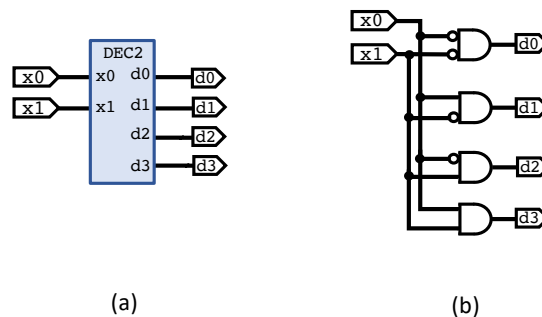 DEC2
x0 x0 d0 d0
x1 x1 d1 d1
d2 d2
d3 d3
(a)
x0
x1
d0
d1
d2
d3
(b)